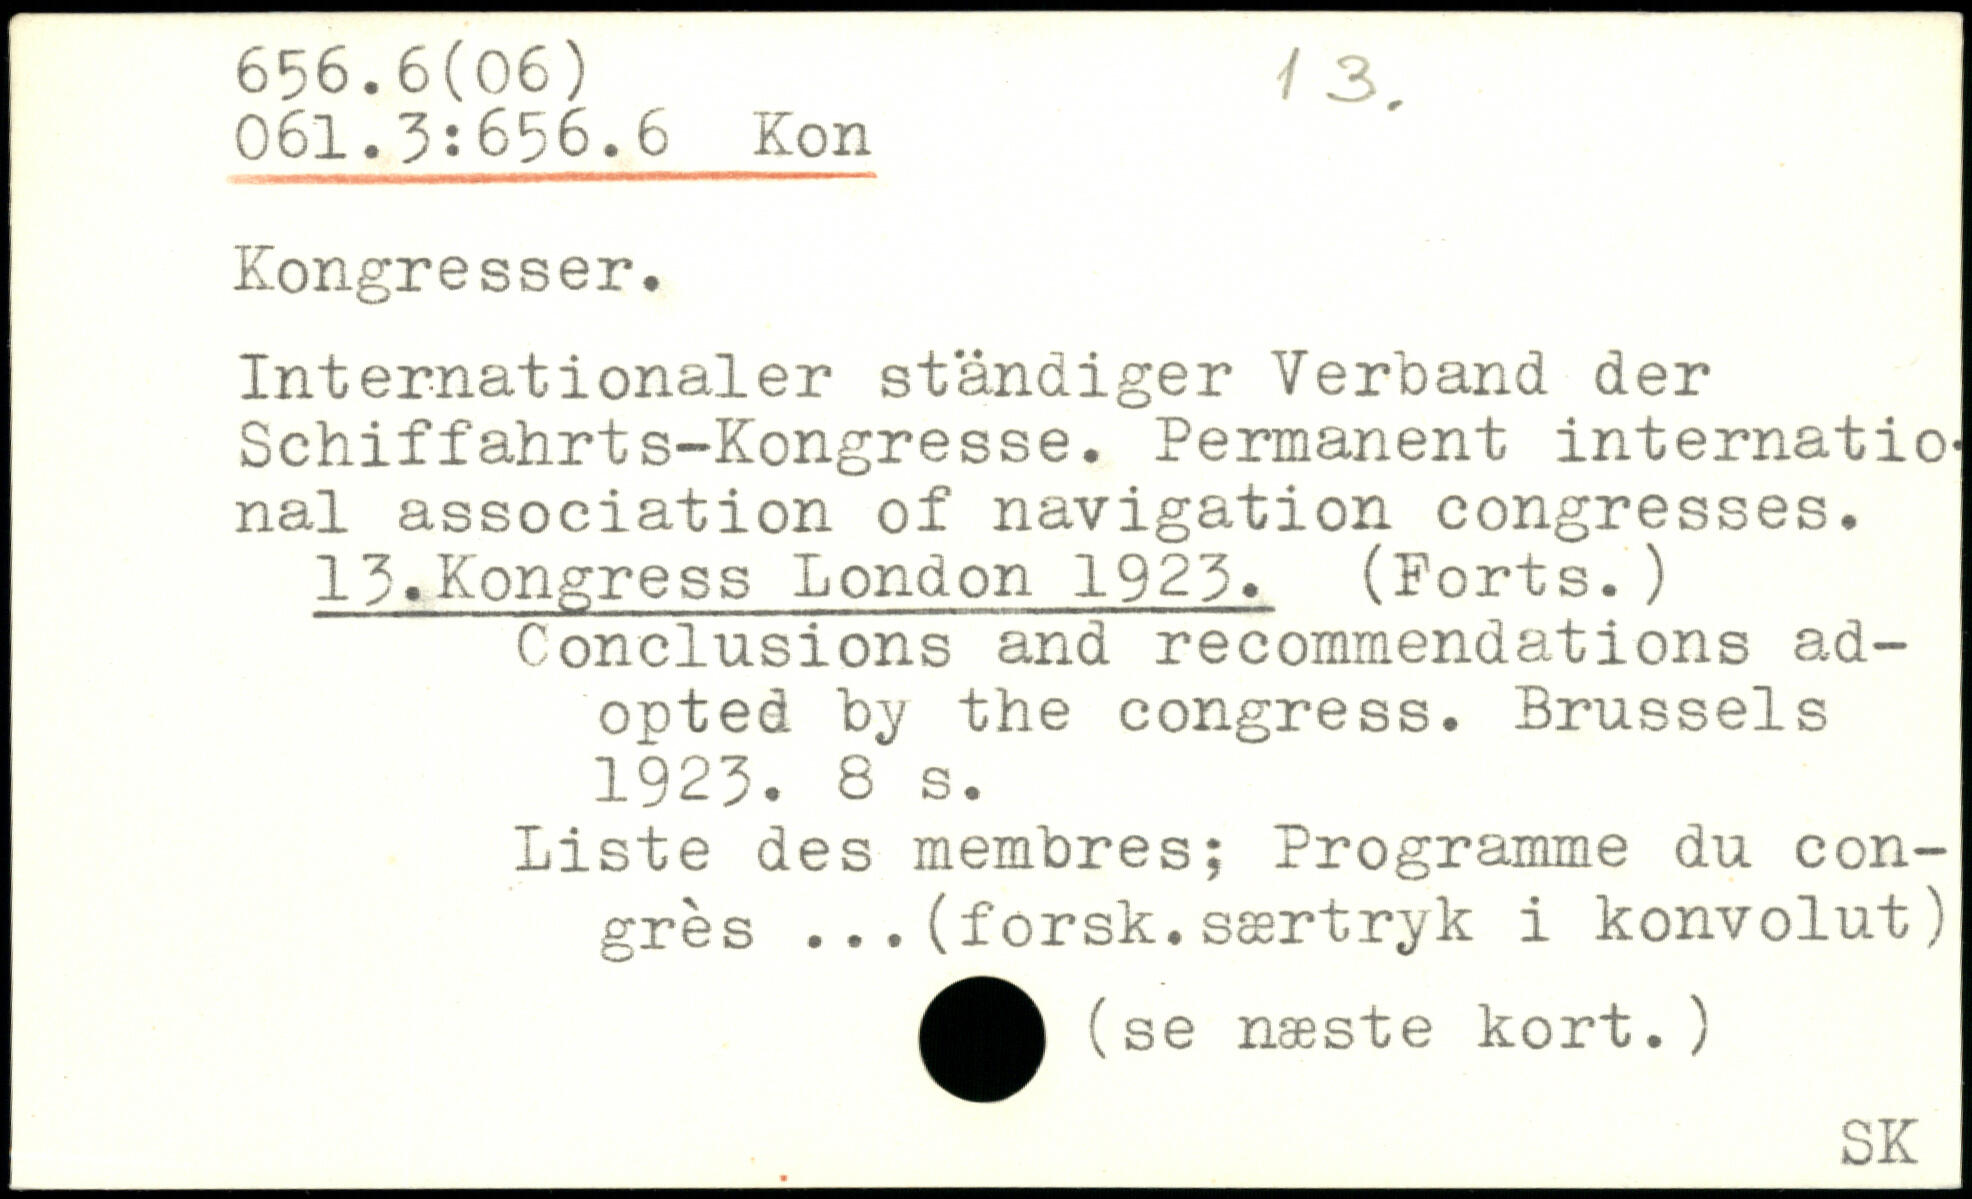 656.6(06)
13.
061.3:656.6 Kon
Kongresser.
Internationaler ständiger Verband der
Schiffahrts-Kongresse. Permanent internatio-
nal association of navigation congresses.
13.Kongress London 1923. (Forts.)
Conclusions and recommendations ad-
opted by the congress. Brussels
1923. 8 s.
Liste des membres; Programme du con-
grès ...(forsk.særtryk i konvolut)
(se næste kort.)
SK